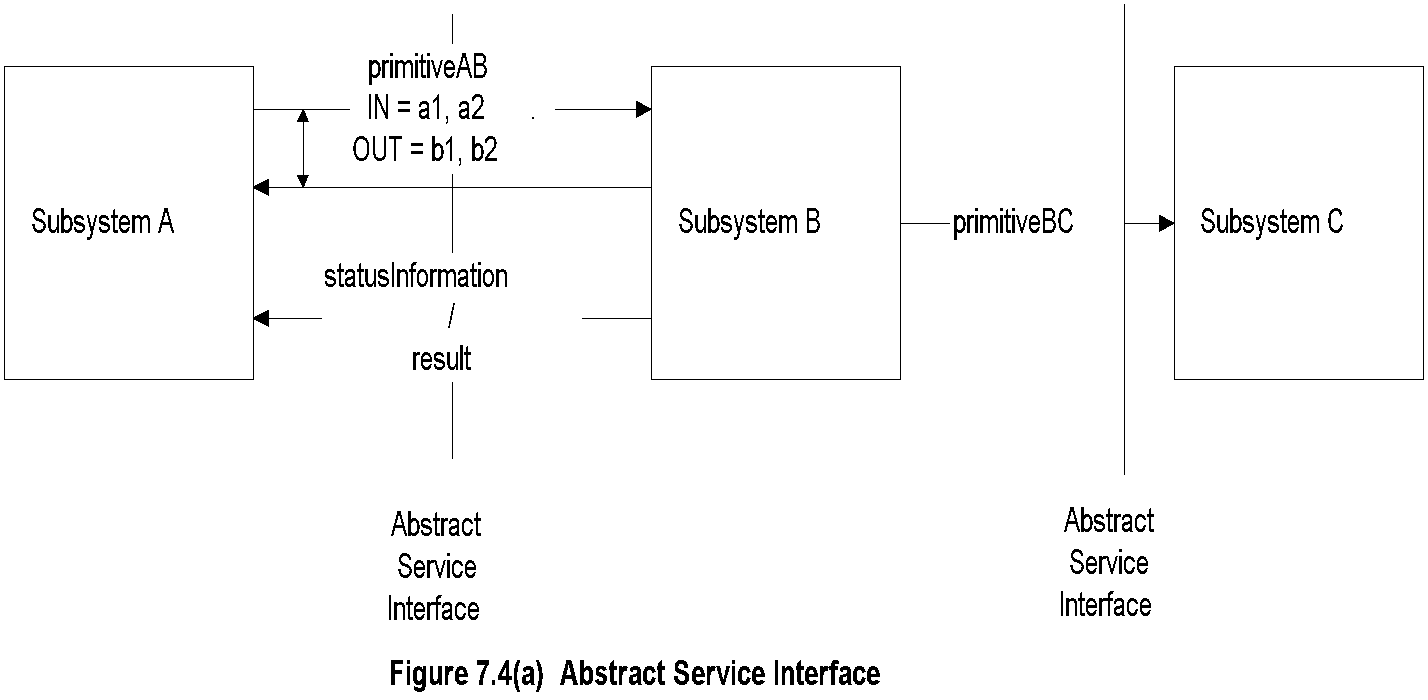 primitiveAB
IN = a1, a2 .
OUT = b1, b2
Subsystem A
Subsystem B
primitiveBC
Subsystem C
statusInformation
/
result
Abstract
Service
Interface
Abstract
Service
Interface
Figure 7.4(a) Abstract Service Interface